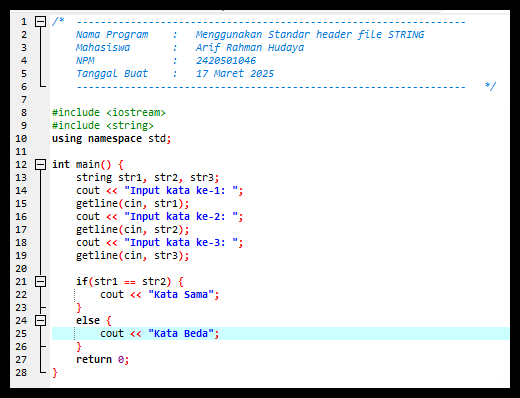 1 /* -----------------------------------------------------------------
2 Nama Program : Menggunakan Standar header file STRING
3 Mahasiswa : Arif Rahman Hudaya
4 NPM : 2420501046
5 Tanggal Buat : 17 Maret 2025
6 ----------------------------------------------------------------- */
7
8 #include <iostream>
9 #include <string>
10 using namespace std;
11
12 int main() {
13 string str1, str2, str3;
14 cout << "Input kata ke-1: ";
15 getline(cin, str1);
16 cout << "Input kata ke-2: ";
17 getline(cin, str2);
18 cout << "Input kata ke-3: ";
19 getline(cin, str3);
20
21 if(str1 == str2) {
22 cout << "Kata Sama";
23 }
24 else {
25 cout << "Kata Beda";
26 }
27 return 0;
28 }